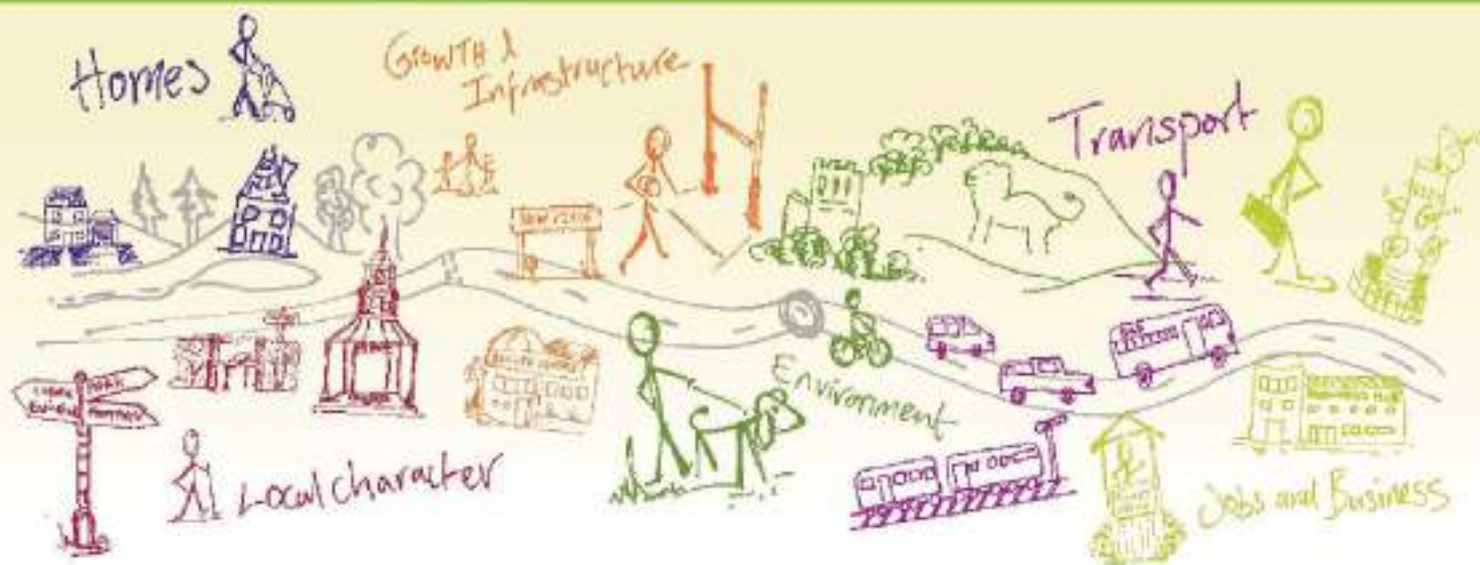 Homes
Growth &
Infrastructure
Transport
Environment
Local character
Jobs and Business